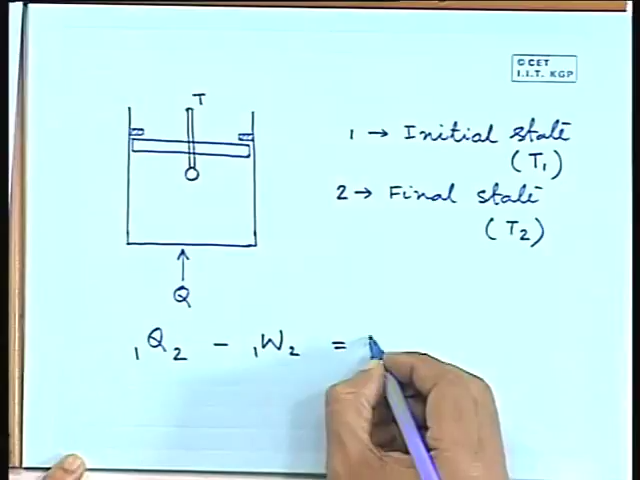 © CET
I.I.T. KGP
T
1 → Initial state
(T1)
2 → Final state
(T2)
Q
1Q2 - 1W2 =